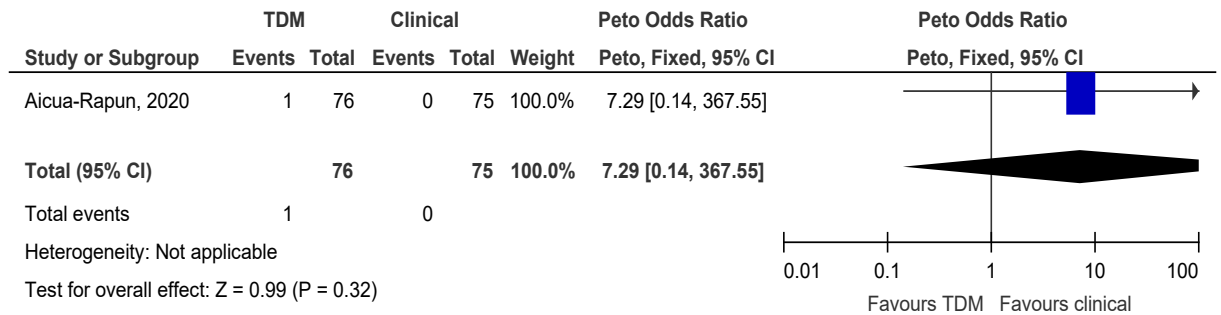 TDM Clinical Peto Odds Ratio Peto Odds Ratio
Study or Subgroup Events Total Events Total Weight Peto, Fixed, 95% CI Peto, Fixed, 95% CI
Aicua-Rapun, 2020 1 76 0 75 100.0% 7.29 [0.14, 367.55]
Total (95% CI) 76 75 100.0% 7.29 [0.14, 367.55]
Total events 1 0
Heterogeneity: Not applicable
Test for overall effect: Z = 0.99 (P = 0.32)
0.01 0.1 1 10 100
Favours TDM Favours clinical